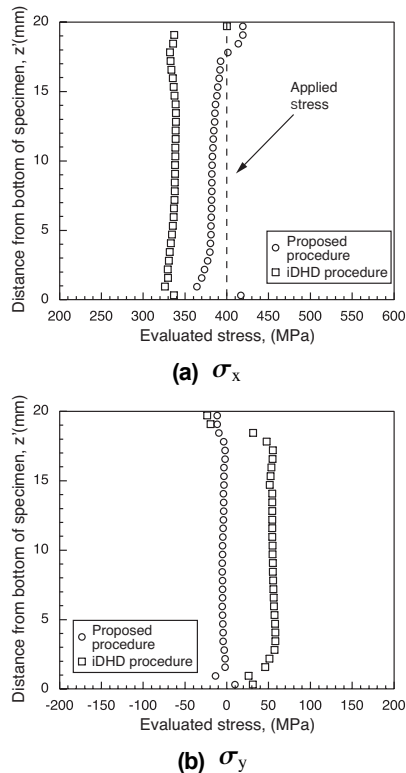 Distance from bottom of specimen, z'(mm)
20
15
10
5
0
Applied
stress
Proposed
procedure
iDHD procedure
200 250 300 350 400 450 500 550 600
Evaluated stress, (MPa)
(a) σx
Distance from bottom of specimen, z'(mm)
20
15
10
5
0
Proposed
procedure
iDHD procedure
-200 -150 -100 -50 0 50 100 150 200
Evaluated stress, (MPa)
(b) σy